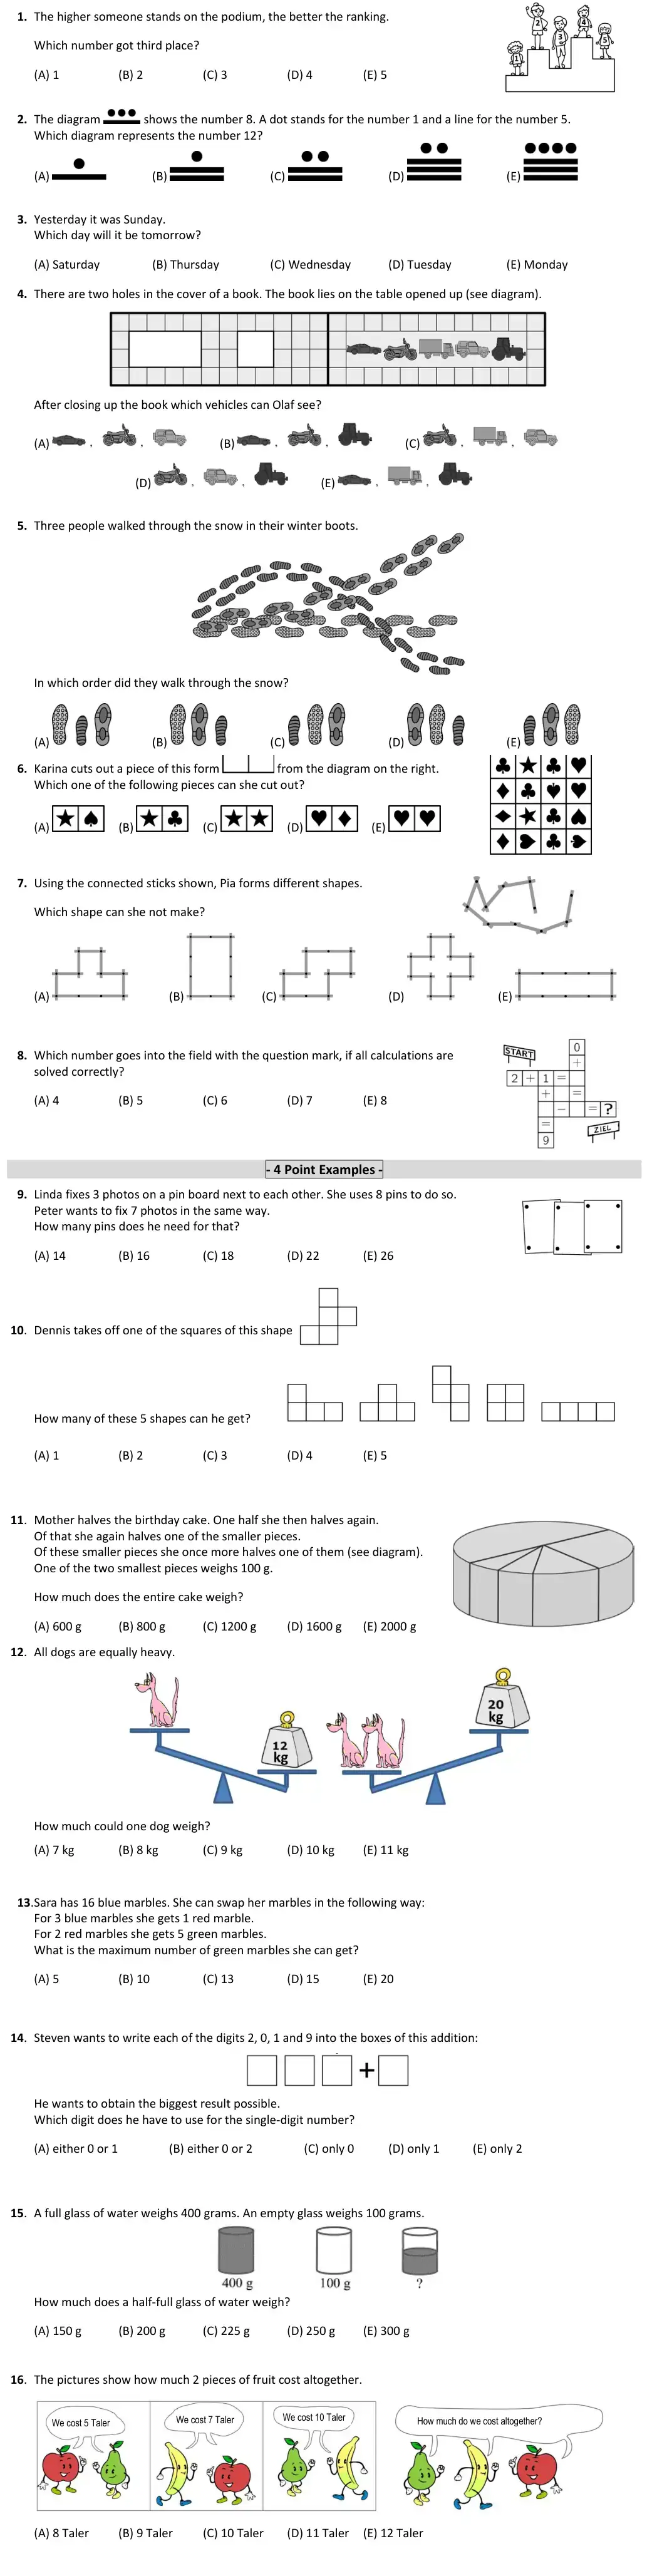 1. The higher someone stands on the podium, the better the ranking.
Which number got third place?
(A) 1 (B) 2 (C) 3 (D) 4 (E) 5
1 2 3 4 5
2. The diagram shows the number 8. A dot stands for the number 1 and a line for the number 5.
Which diagram represents the number 12?
(A) (B) (C) (D) (E)
3. Yesterday it was Sunday.
Which day will it be tomorrow?
(A) Saturday (B) Thursday (C) Wednesday (D) Tuesday (E) Monday
4. There are two holes in the cover of a book. The book lies on the table opened up (see diagram).
After closing up the book which vehicles can Olaf see?
(A) , , (B) , , (C) , ,
(D) , , (E) , ,
5. Three people walked through the snow in their winter boots.
In which order did they walk through the snow?
(A) (B) (C) (D) (E)
6. Karina cuts out a piece of this form from the diagram on the right.
Which one of the following pieces can she cut out?
(A) (B) (C) (D) (E)
7. Using the connected sticks shown, Pia forms different shapes.
Which shape can she not make?
(A) (B) (C) (D) (E)
8. Which number goes into the field with the question mark, if all calculations are
solved correctly?
(A) 4 (B) 5 (C) 6 (D) 7 (E) 8
START 0
+
2 + 1 =
+ =
− = ?
= ZIEL
9
- 4 Point Examples -
9. Linda fixes 3 photos on a pin board next to each other. She uses 8 pins to do so.
Peter wants to fix 7 photos in the same way.
How many pins does he need for that?
(A) 14 (B) 16 (C) 18 (D) 22 (E) 26
10. Dennis takes off one of the squares of this shape
How many of these 5 shapes can he get?
(A) 1 (B) 2 (C) 3 (D) 4 (E) 5
11. Mother halves the birthday cake. One half she then halves again.
Of that she again halves one of the smaller pieces.
Of these smaller pieces she once more halves one of them (see diagram).
One of the two smallest pieces weighs 100 g.
How much does the entire cake weigh?
(A) 600 g (B) 800 g (C) 1200 g (D) 1600 g (E) 2000 g
12. All dogs are equally heavy.
20
kg
12
kg
How much could one dog weigh?
(A) 7 kg (B) 8 kg (C) 9 kg (D) 10 kg (E) 11 kg
13.Sara has 16 blue marbles. She can swap her marbles in the following way:
For 3 blue marbles she gets 1 red marble.
For 2 red marbles she gets 5 green marbles.
What is the maximum number of green marbles she can get?
(A) 5 (B) 10 (C) 13 (D) 15 (E) 20
14. Steven wants to write each of the digits 2, 0, 1 and 9 into the boxes of this addition:
+
He wants to obtain the biggest result possible.
Which digit does he have to use for the single-digit number?
(A) either 0 or 1 (B) either 0 or 2 (C) only 0 (D) only 1 (E) only 2
15. A full glass of water weighs 400 grams. An empty glass weighs 100 grams.
400 g 100 g ?
How much does a half-full glass of water weigh?
(A) 150 g (B) 200 g (C) 225 g (D) 250 g (E) 300 g
16. The pictures show how much 2 pieces of fruit cost altogether.
We cost 5 Taler We cost 7 Taler We cost 10 Taler How much do we cost altogether?
(A) 8 Taler (B) 9 Taler (C) 10 Taler (D) 11 Taler (E) 12 Taler